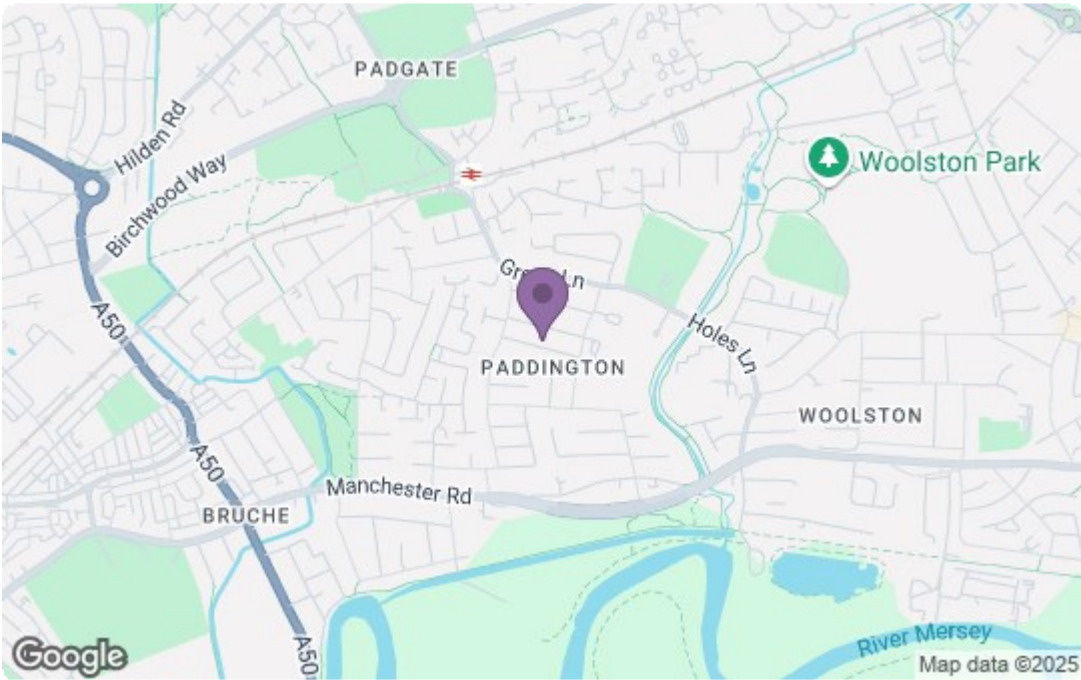 PADGATE
Hilden Rd
Birchwood Way
Woolston Park
Ln
A50
Holes Ln
PADDINGTON
WOOLSTON
A50
Manchester Rd
BRUCHE
A50
River Mersey
Google
Map data ©2025